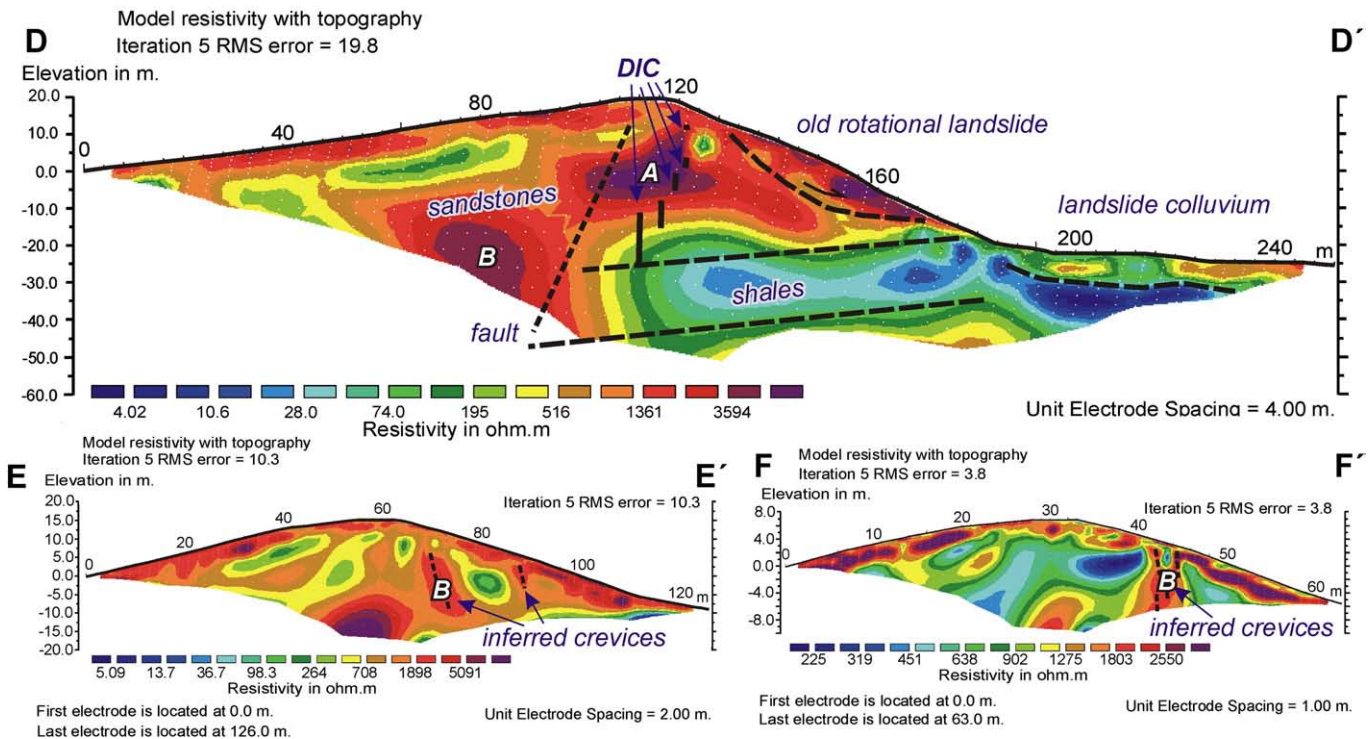 Model resistivity with topography
D
Iteration 5 RMS error = 19.8
D´
Elevation in m.
DIC
20.0
10.0
0.0
-10.0
-20.0
-30.0
-40.0
-50.0
-60.0
0
40
80
120
160
200
240
m
old rotational landslide
A
sandstones
landslide colluvium
B
shales
fault
4.02 10.6 28.0 74.0 195 516 1361 3594
Resistivity in ohm.m
Unit Electrode Spacing = 4.00 m.
Model resistivity with topography
Iteration 5 RMS error = 10.3
E
Elevation in m.
E´
Iteration 5 RMS error = 10.3
20.0
15.0
10.0
5.0
0.0
-5.0
-10.0
-15.0
-20.0
0
20
40
60
80
100
120 m
B
inferred crevices
5.09 13.7 36.7 98.3 264 708 1898 5091
Resistivity in ohm.m
First electrode is located at 0.0 m.
Last electrode is located at 126.0 m.
Unit Electrode Spacing = 2.00 m.
Model resistivity with topography
F
Iteration 5 RMS error = 3.8
F´
Elevation in m.
Iteration 5 RMS error = 3.8
8.0
4.0
0.0
-4.0
-8.0
0
10
20
30
40
50
60 m
B
inferred crevices
225 319 451 638 902 1275 1803 2550
Resistivity in ohm.m
First electrode is located at 0.0 m.
Last electrode is located at 63.0 m.
Unit Electrode Spacing = 1.00 m.